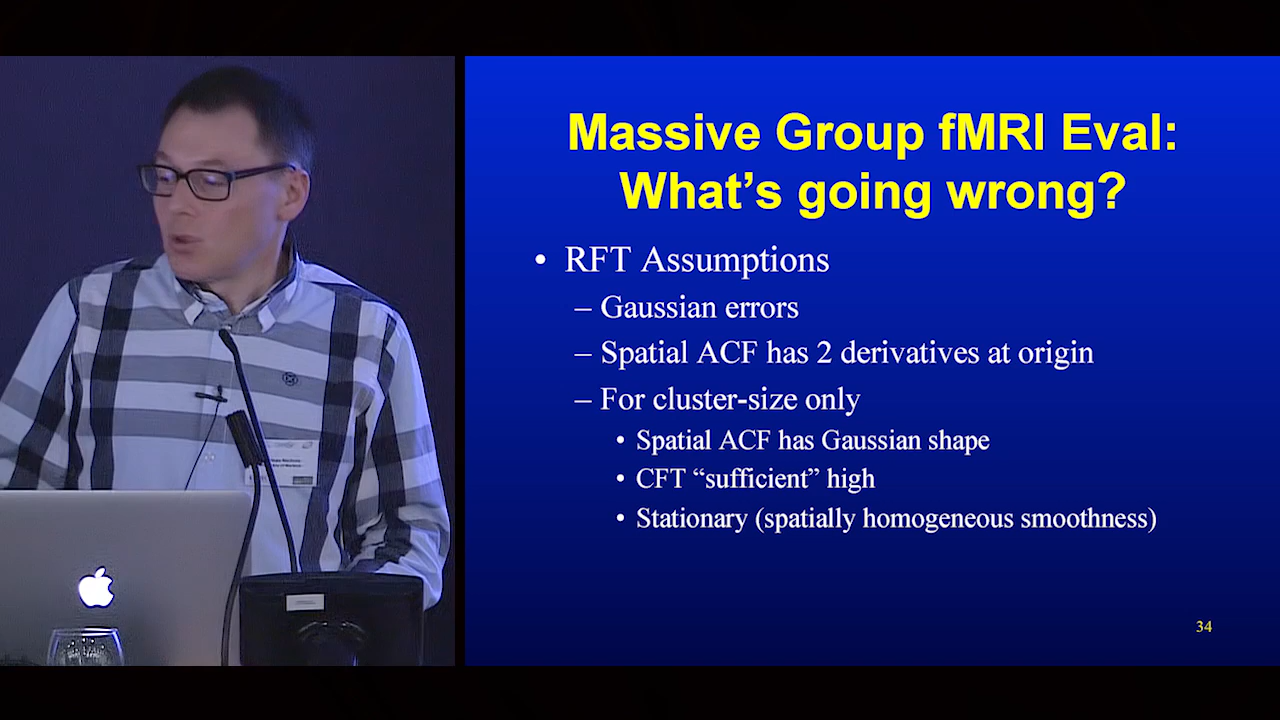 Massive Group fMRI Eval:
What's going wrong?
• RFT Assumptions
– Gaussian errors
– Spatial ACF has 2 derivatives at origin
– For cluster-size only
• Spatial ACF has Gaussian shape
• CFT “sufficient” high
• Stationary (spatially homogeneous smoothness)
34